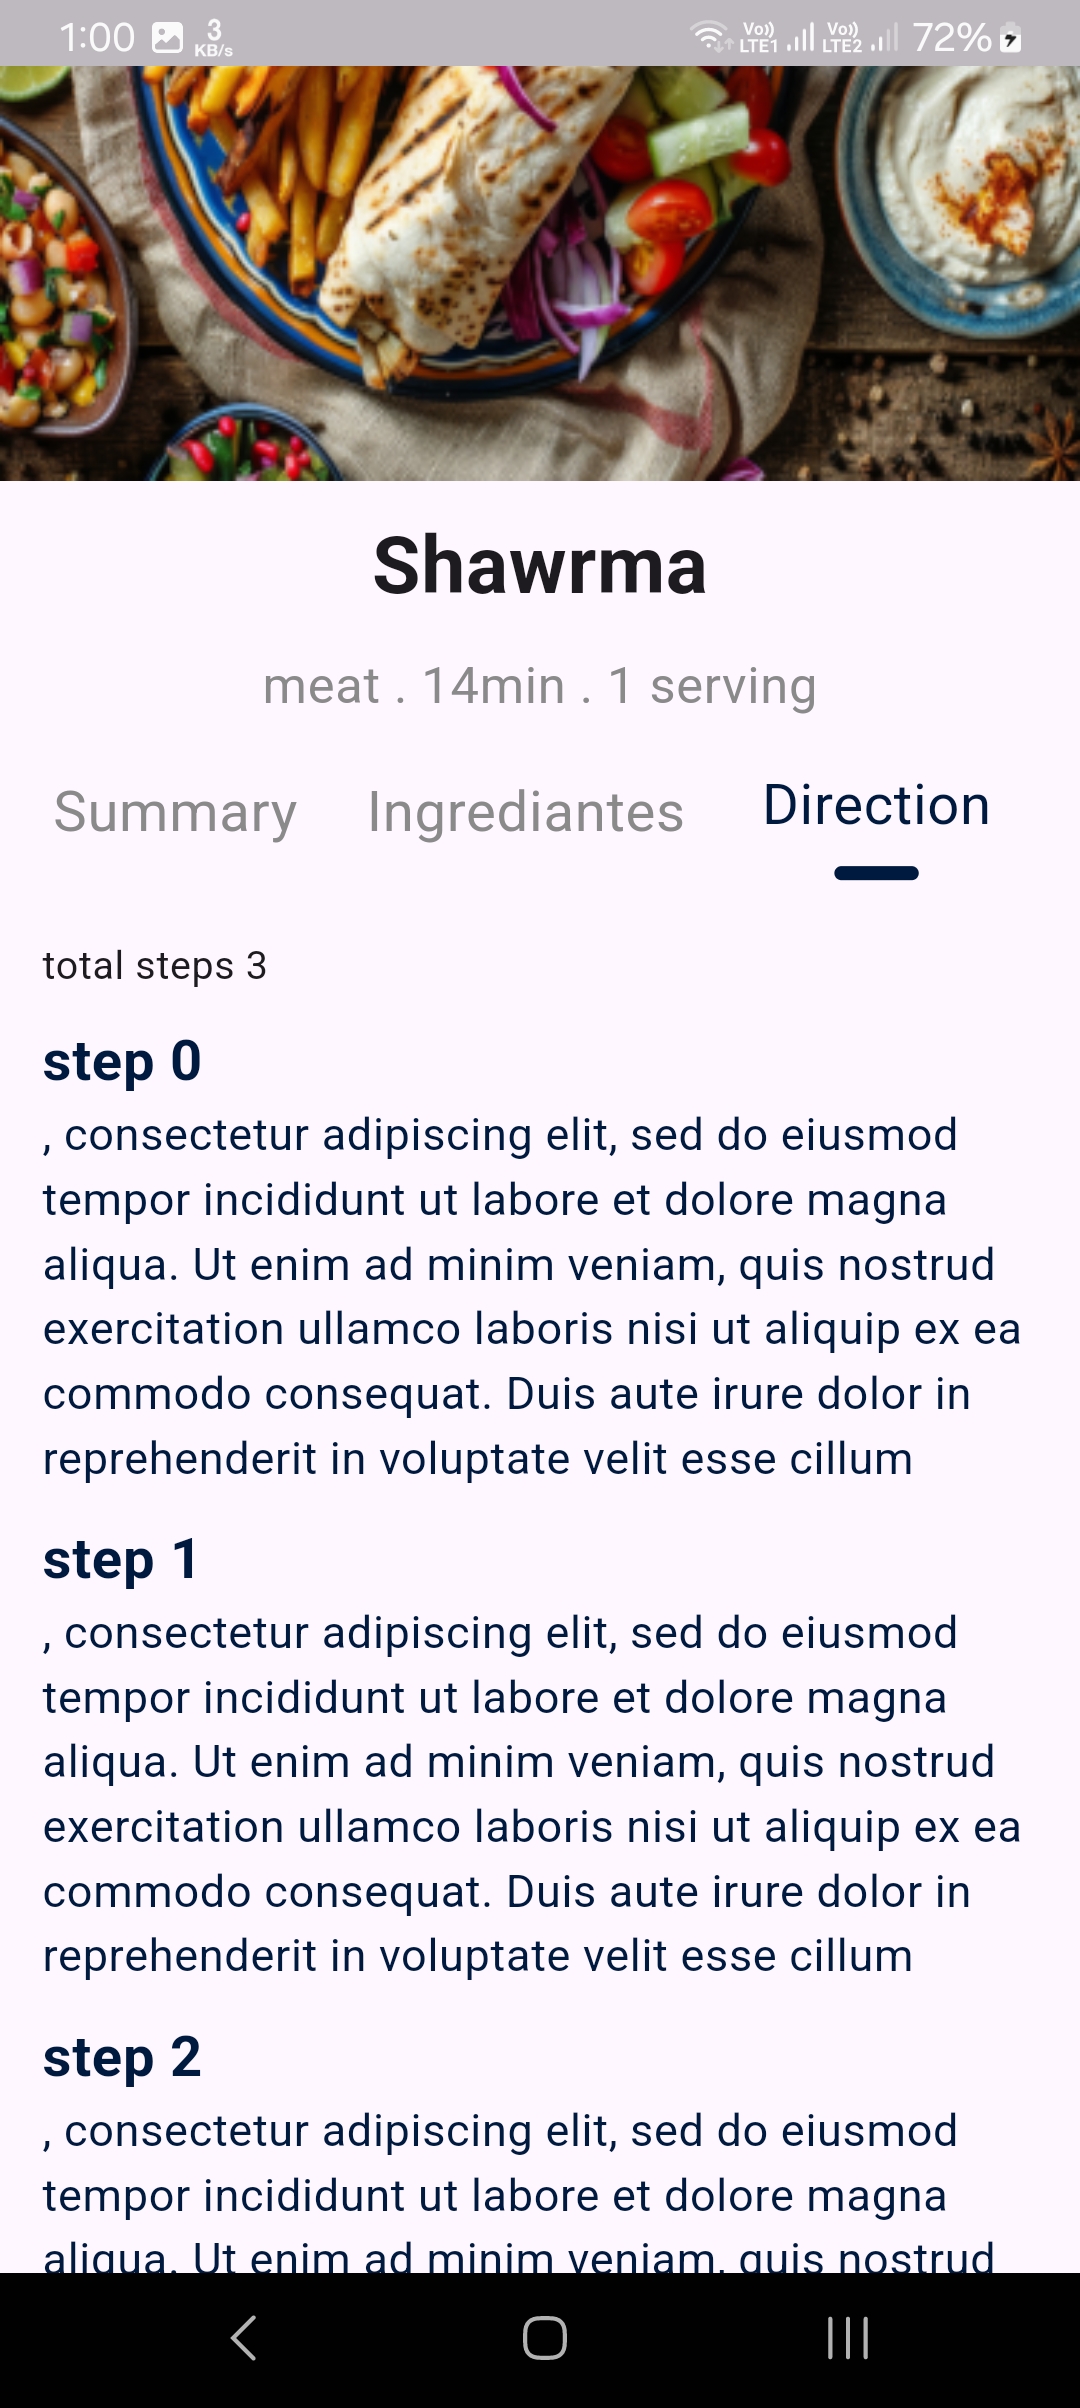 1:00 3 KB/s Vo)) LTE1 Vo)) LTE2 72%
Shawrma
meat . 14min . 1 serving
Summary Ingrediantes Direction
total steps 3
step 0
, consectetur adipiscing elit, sed do eiusmod
tempor incididunt ut labore et dolore magna
aliqua. Ut enim ad minim veniam, quis nostrud
exercitation ullamco laboris nisi ut aliquip ex ea
commodo consequat. Duis aute irure dolor in
reprehenderit in voluptate velit esse cillum
step 1
, consectetur adipiscing elit, sed do eiusmod
tempor incididunt ut labore et dolore magna
aliqua. Ut enim ad minim veniam, quis nostrud
exercitation ullamco laboris nisi ut aliquip ex ea
commodo consequat. Duis aute irure dolor in
reprehenderit in voluptate velit esse cillum
step 2
, consectetur adipiscing elit, sed do eiusmod
tempor incididunt ut labore et dolore magna
aliqua. Ut enim ad minim veniam, quis nostrud